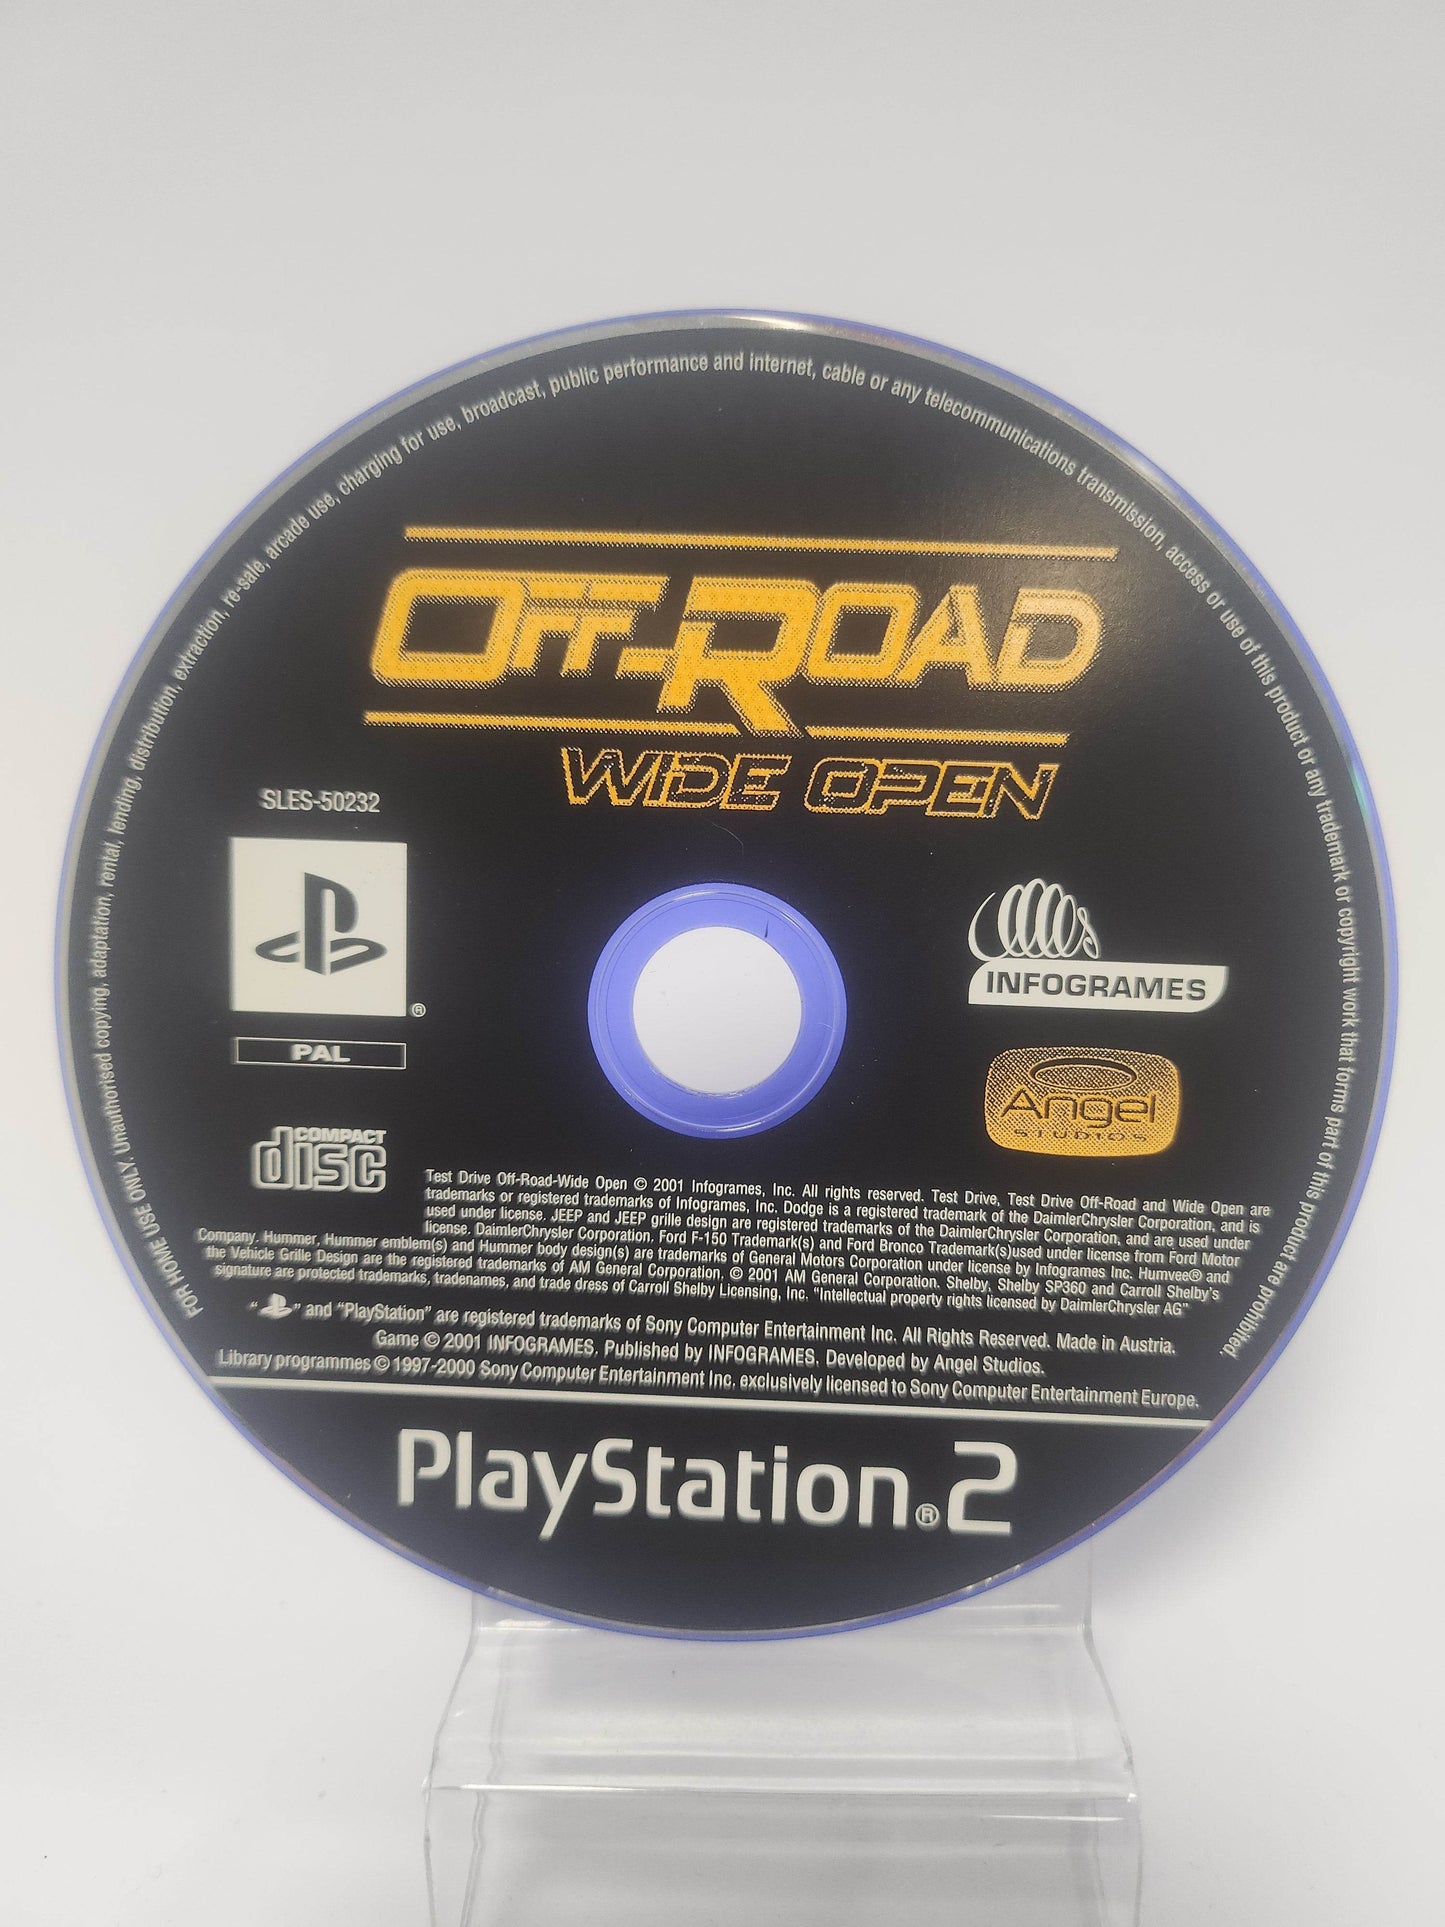 FOR HOME USE ONLY. Unauthorised copying, adaptation, rental, lending, distribution, extraction, re-sale, arcade use, charging for use, broadcast, public performance and internet, cable or any telecommunications transmission, access or use of this product or any trademark or copyright work that forms part of this product are prohibited.
OFF-ROAD
WIDE OPEN
SLES-50232
®
PAL
INFOGRAMES
Angel
STUDIOS
COMPACT
disc
Test Drive Off-Road-Wide Open © 2001 Infogrames, Inc. All rights reserved. Test Drive, Test Drive Off-Road and Wide Open are
trademarks or registered trademarks of Infogrames, Inc. Dodge is a registered trademark of the DaimlerChrysler Corporation, and is
used under license. JEEP and JEEP grille design are registered trademarks of the DaimlerChrysler Corporation, and are used under
license. DaimlerChrysler Corporation. Ford F-150 Trademark(s) and Ford Bronco Trademark(s)used under license from Ford Motor
Company. Hummer, Hummer emblem(s) and Hummer body design(s) are trademarks of General Motors Corporation under license by Infogrames Inc. Humvee® and
the Vehicle Grille Design are the registered trademarks of AM General Corporation. © 2001 AM General Corporation. Shelby, Shelby SP360 and Carroll Shelby's
signature are protected trademarks, tradenames, and trade dress of Carroll Shelby Licensing, Inc. "Intellectual property rights licensed by DaimlerChrysler AG"
" " and "PlayStation" are registered trademarks of Sony Computer Entertainment Inc. All Rights Reserved. Made in Austria.
Game © 2001 INFOGRAMES. Published by INFOGRAMES. Developed by Angel Studios.
Library programmes © 1997-2000 Sony Computer Entertainment Inc. exclusively licensed to Sony Computer Entertainment Europe.
PlayStation®2